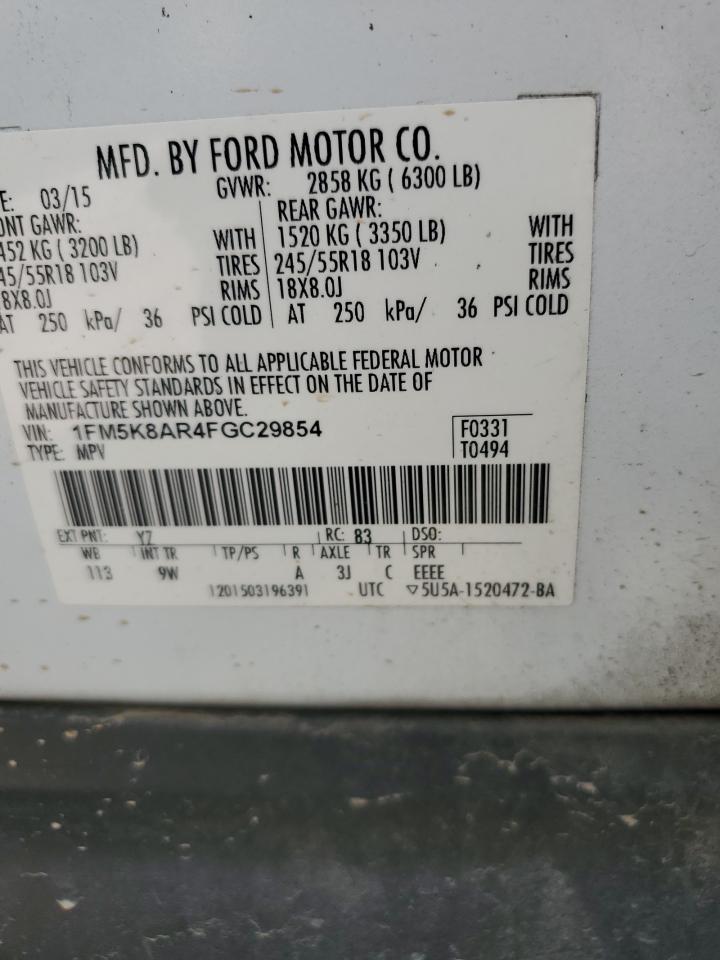 MFD. BY FORD MOTOR CO.
E: 03/15 GVWR: 2858 KG ( 6300 LB)
ONT GAWR: REAR GAWR:
452 KG ( 3200 LB) WITH 1520 KG ( 3350 LB) WITH
45/55R18 103V TIRES 245/55R18 103V TIRES
8X8.0J RIMS 18X8.0J RIMS
AT 250 kPa/ 36 PSI COLD AT 250 kPa/ 36 PSI COLD
THIS VEHICLE CONFORMS TO ALL APPLICABLE FEDERAL MOTOR
VEHICLE SAFETY STANDARDS IN EFFECT ON THE DATE OF
MANUFACTURE SHOWN ABOVE.
VIN: 1FM5K8AR4FGC29854 F0331
TYPE: MPV T0494
EXT PNT: YZ RC: 83 DSO:
WB INT TR TP/PS R AXLE TR SPR
113 9W A 3J C EEEE
1201503196391 UTC ▽5U5A-1520472-BA